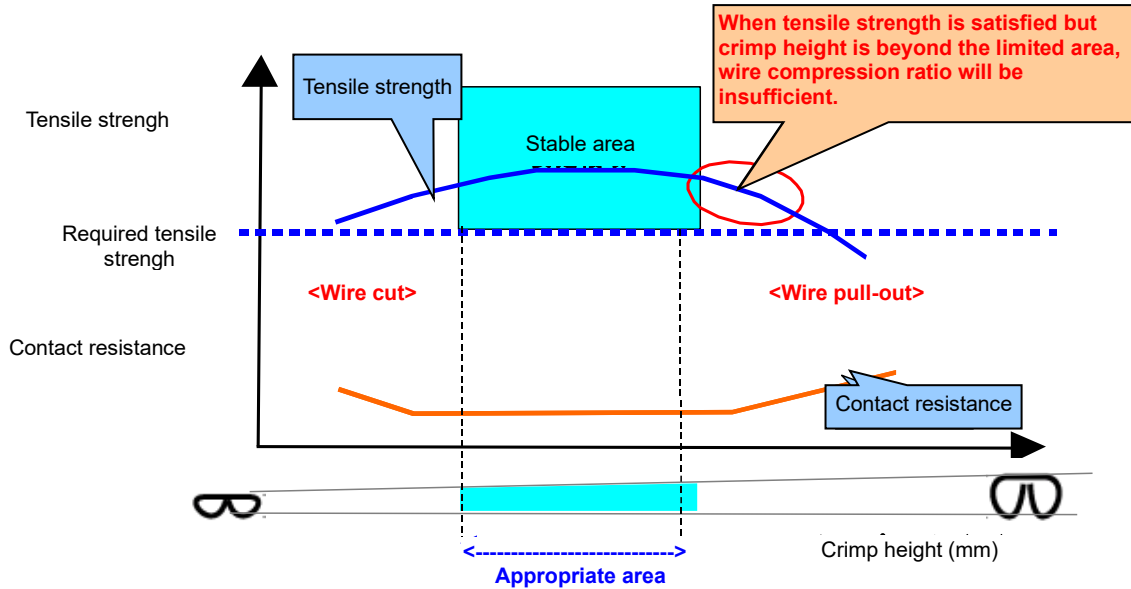 When tensile strength is satisfied but
crimp height is beyond the limited area,
wire compression ratio will be
insufficient.
Tensile strength
Tensile strengh
Stable area
Required tensile
strengh
<Wire cut>
<Wire pull-out>
Contact resistance
Contact resistance
Crimp height (mm)
Appropriate area